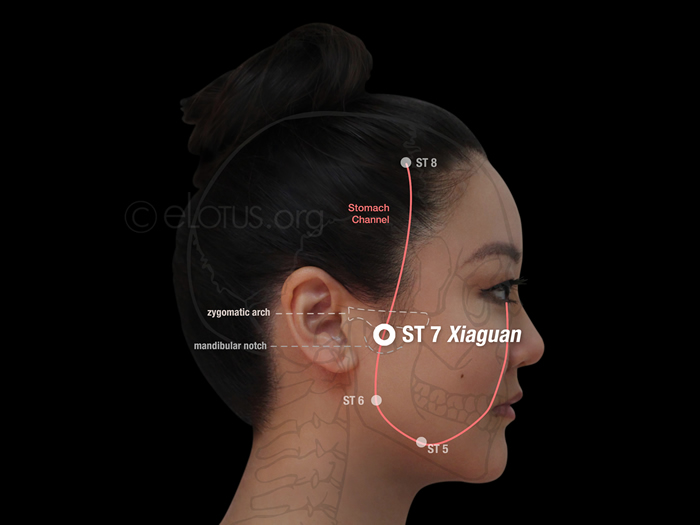 ST 8
Stomach
Channel
© eLotus.org
zygomatic arch
ST 7 Xiaguan
mandibular notch
ST 6
ST 5